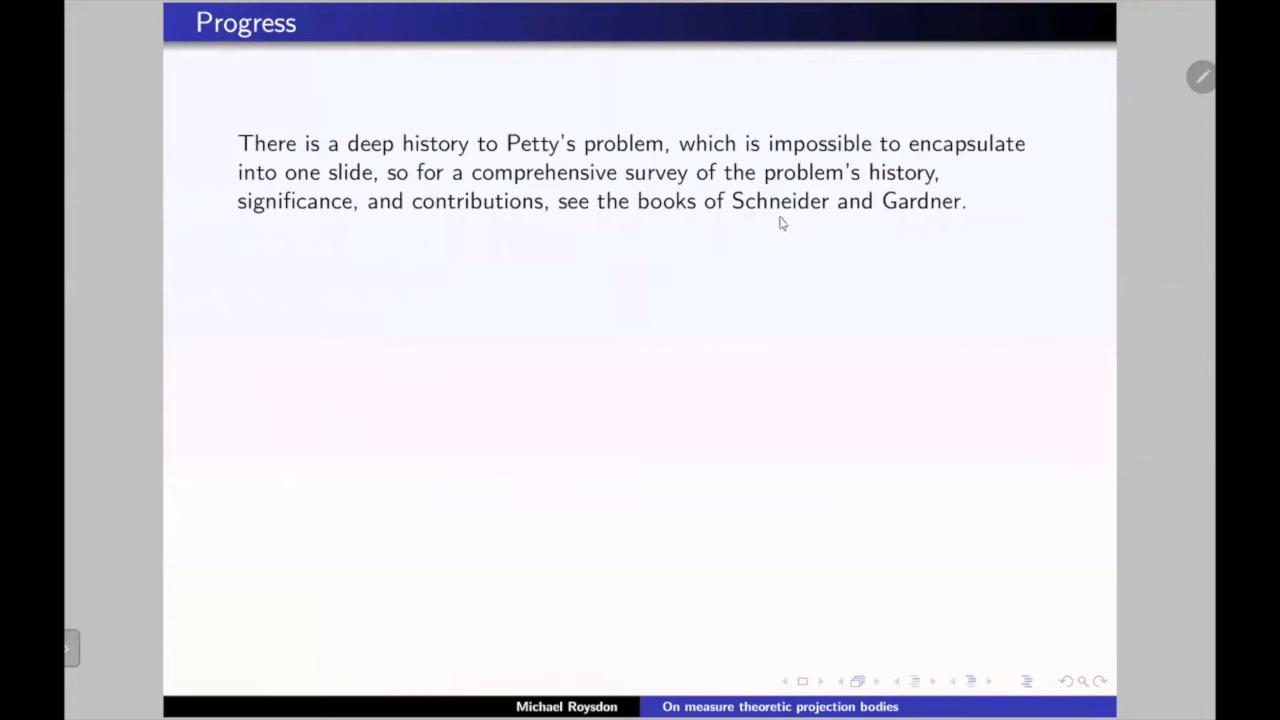 Progress
There is a deep history to Petty's problem, which is impossible to encapsulate
into one slide, so for a comprehensive survey of the problem's history,
significance, and contributions, see the books of Schneider and Gardner.
Michael Roysdon
On measure theoretic projection bodies